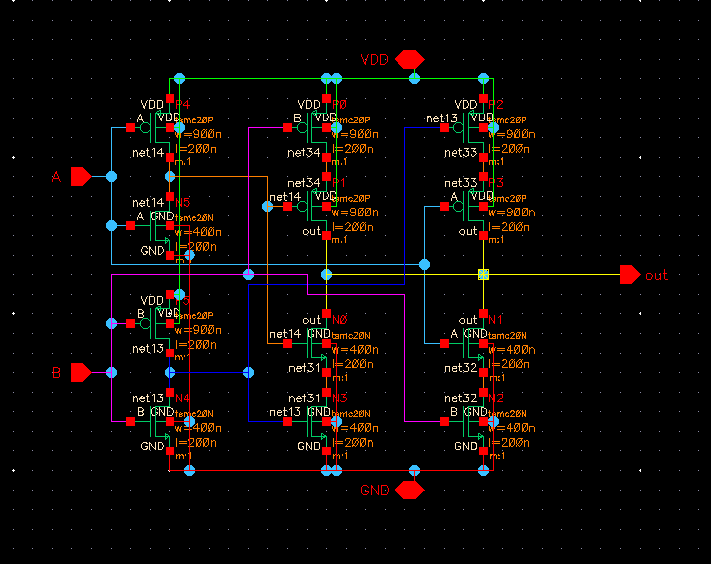 VDD
VDD P4
A VDD tsmc20P
w=900n
l=200n
net14 m:1
VDD P0
B VDD tsmc20P
w=900n
l=200n
net34 m:1
VDD P2
net13 VDD tsmc20P
w=900n
l=200n
net33 m:1
A
net14 N5
A GND tsmc20N
w=400n
l=200n
GND m:1
net34 P1
net14 VDD tsmc20P
w=900n
l=200n
out m:1
net33 P3
A VDD tsmc20P
w=900n
l=200n
out m:1
out
VDD P5
B VDD tsmc20P
w=900n
l=200n
net13 m:1
out N0
net14 GND tsmc20N
w=400n
l=200n
net31 m:1
out N1
A GND tsmc20N
w=400n
l=200n
net32 m:1
B
net13 N4
B GND tsmc20N
w=400n
l=200n
GND m:1
net31 N3
net13 GND tsmc20N
w=400n
l=200n
GND m:1
net32 N2
B GND tsmc20N
w=400n
l=200n
GND m:1
GND